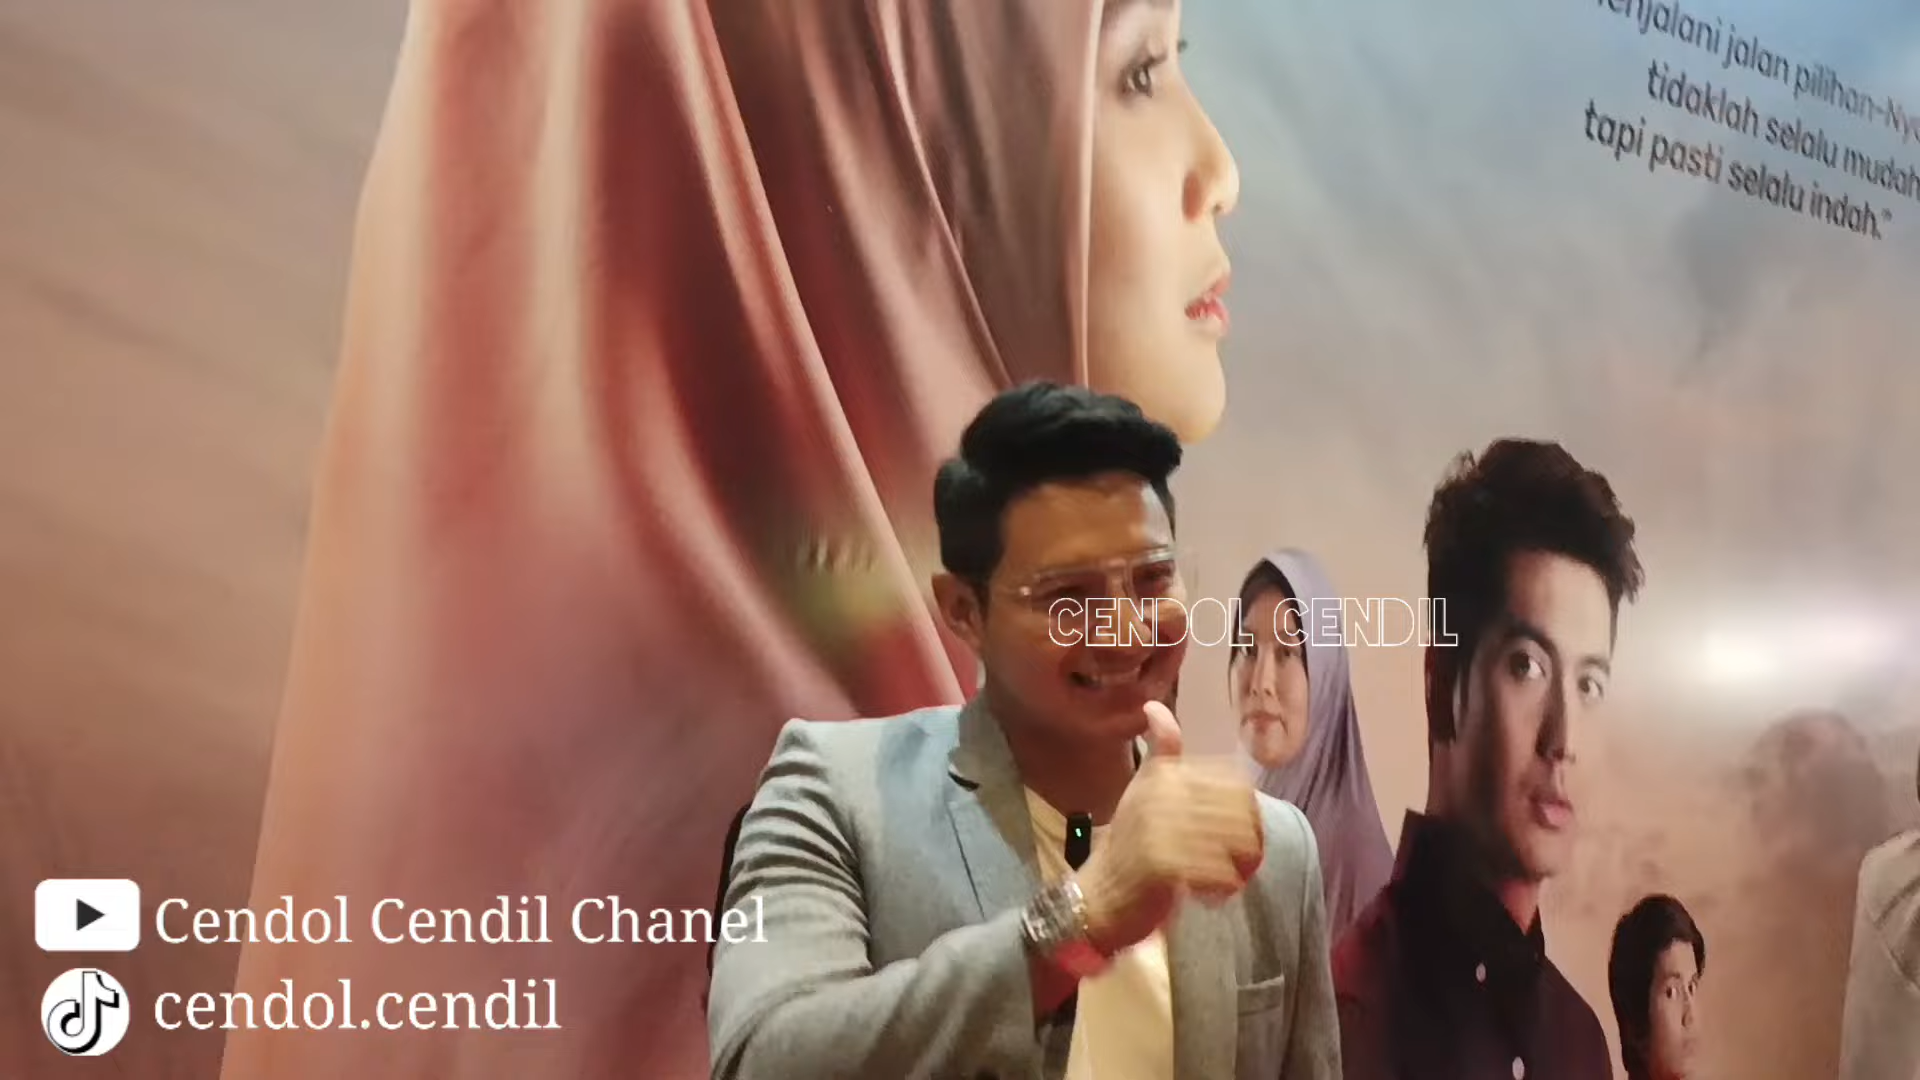 menjalani jalan pilihan-Nya
tidaklah selalu mudah
tapi pasti selalu indah."
CENDOL CENDIL
Cendol Cendil Chanel
cendol.cendil